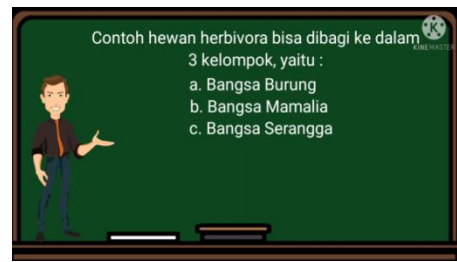 Contoh hewan herbivora bisa dibagi ke dalam
3 kelompok, yaitu :
a. Bangsa Burung
b. Bangsa Mamalia
c. Bangsa Serangga
K
KINEMASTER